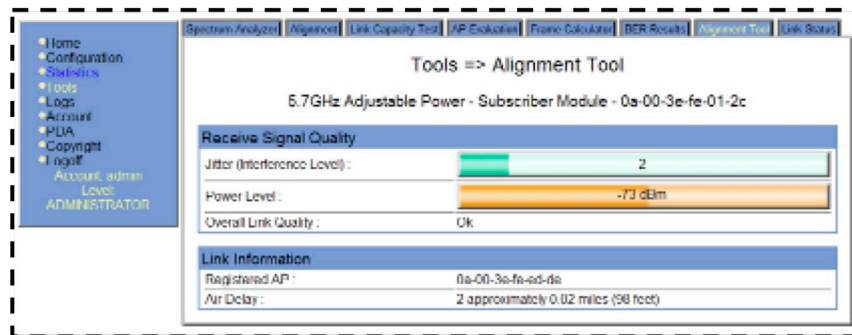 Spectrum Analyzer Alignment Link Capacity Test AP Evaluation Frame Calculator BER Results Alignment Tool Link Status
Home
Configuration
Statistics
Tools
Logs
Account
PDA
Copyright
Logoff
Account: admin
Level:
ADMINISTRATOR
Tools => Alignment Tool
5.7GHz Adjustable Power - Subscriber Module - 0a-00-3e-fe-01-2c
Receive Signal Quality
Jitter (Interference Level) : 2
Power Level : -73 dBm
Overall Link Quality : Ok
Link Information
Registered AP : 0a-00-3e-fe-ed-de
Air Delay : 2 approximately 0.02 miles (98 feet)